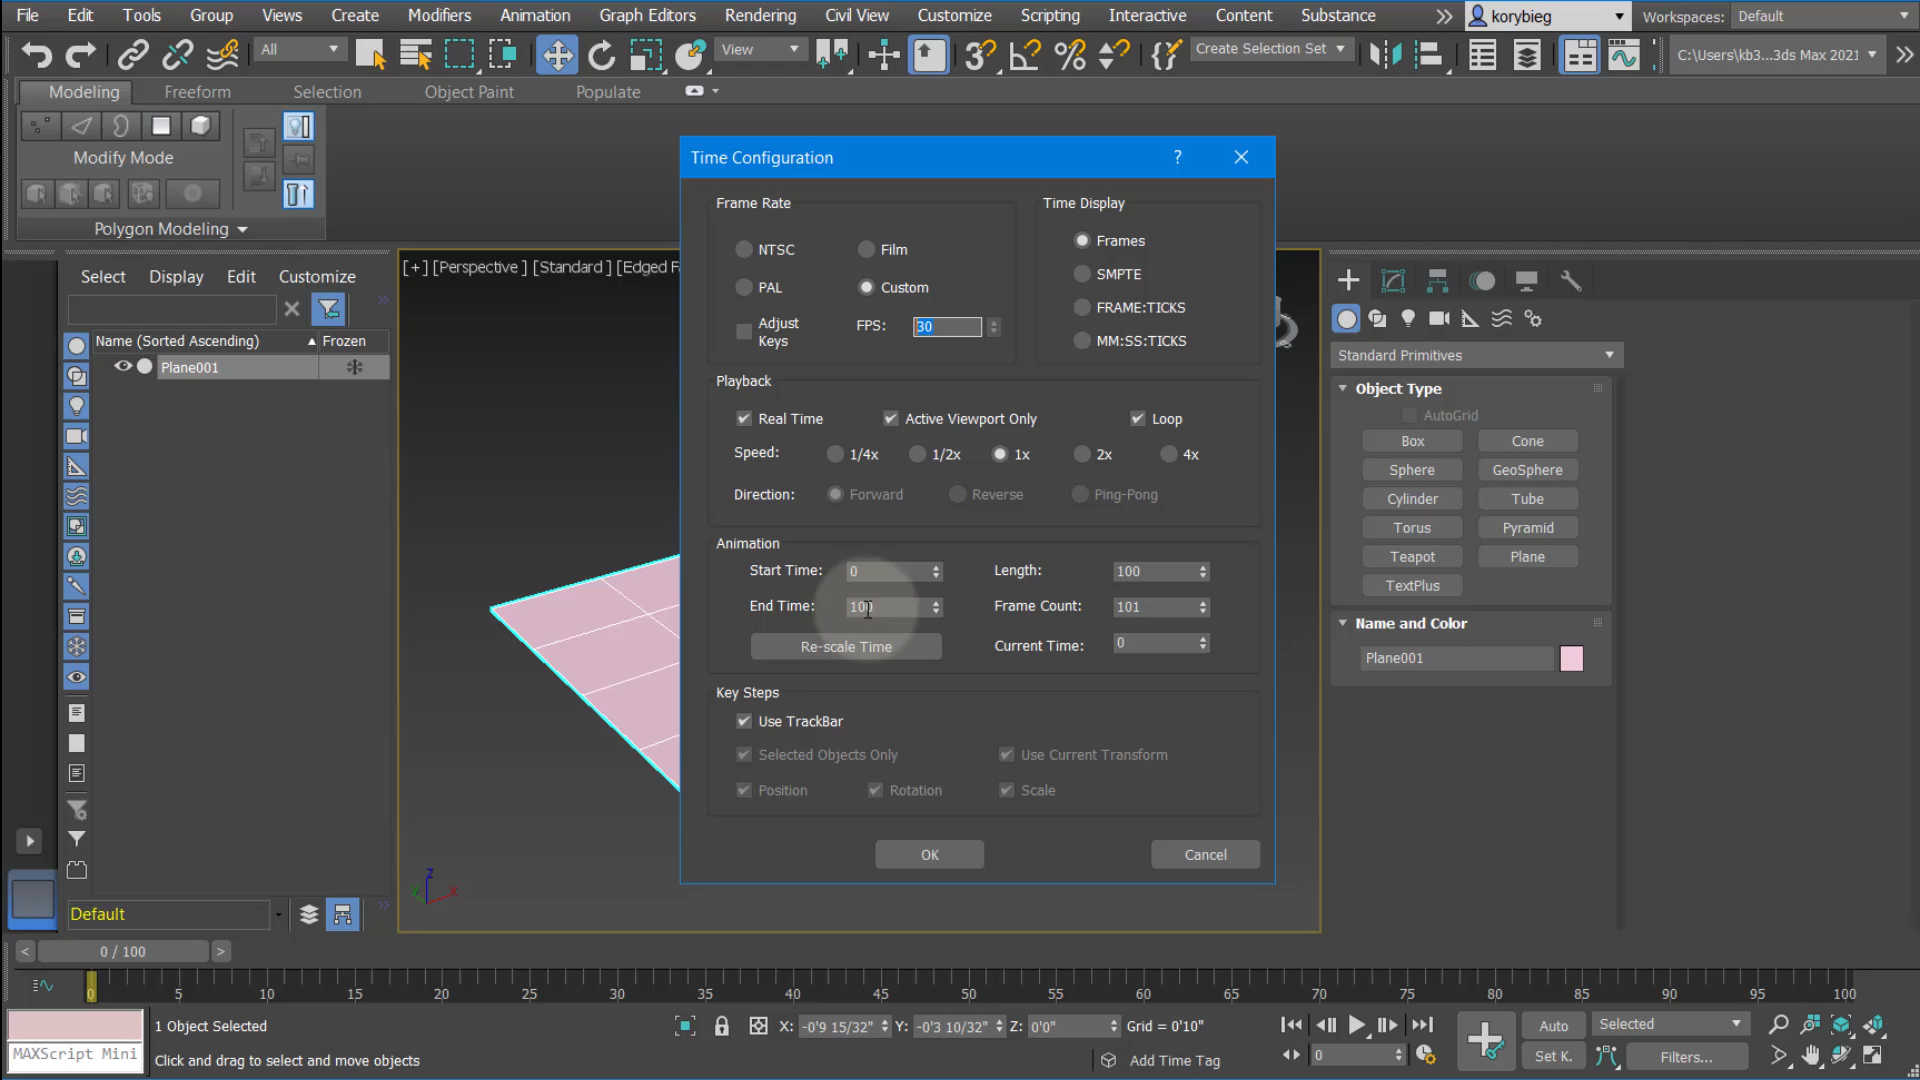 File Edit Tools Group Views Create Modifiers Animation Graph Editors Rendering Civil View Customize Scripting Interactive Content Substance korybieg Workspaces: Default
All View Create Selection Set C:\Users\kb3...3ds Max 2021
Modeling Freeform Selection Object Paint Populate
Modify Mode
Polygon Modeling
Select Display Edit Customize
Name (Sorted Ascending) Frozen
Plane001
Default
[+] [Perspective ] [Standard ] [Edged F
Time Configuration ?
Frame Rate
NTSC Film
PAL Custom
Adjust Keys FPS: 30
Time Display
Frames
SMPTE
FRAME:TICKS
MM:SS:TICKS
Playback
Real Time Active Viewport Only Loop
Speed: 1/4x 1/2x 1x 2x 4x
Direction: Forward Reverse Ping-Pong
Animation
Start Time: 0 Length: 100
End Time: 100 Frame Count: 101
Re-scale Time Current Time: 0
Key Steps
Use TrackBar
Selected Objects Only Use Current Transform
Position Rotation Scale
OK Cancel
z
x
Standard Primitives
Object Type
AutoGrid
Box Cone
Sphere GeoSphere
Cylinder Tube
Torus Pyramid
Teapot Plane
TextPlus
Name and Color
Plane001
< 0 / 100 >
0 5 10 15 20 25 30 35 40 45 50 55 60 65 70 75 80 85 90 95 100
1 Object Selected X: -0'9 15/32" Y: -0'3 10/32" Z: 0'0" Grid = 0'10" Auto Selected
MAXScript Mini Click and drag to select and move objects Add Time Tag 0 Set K. Filters...